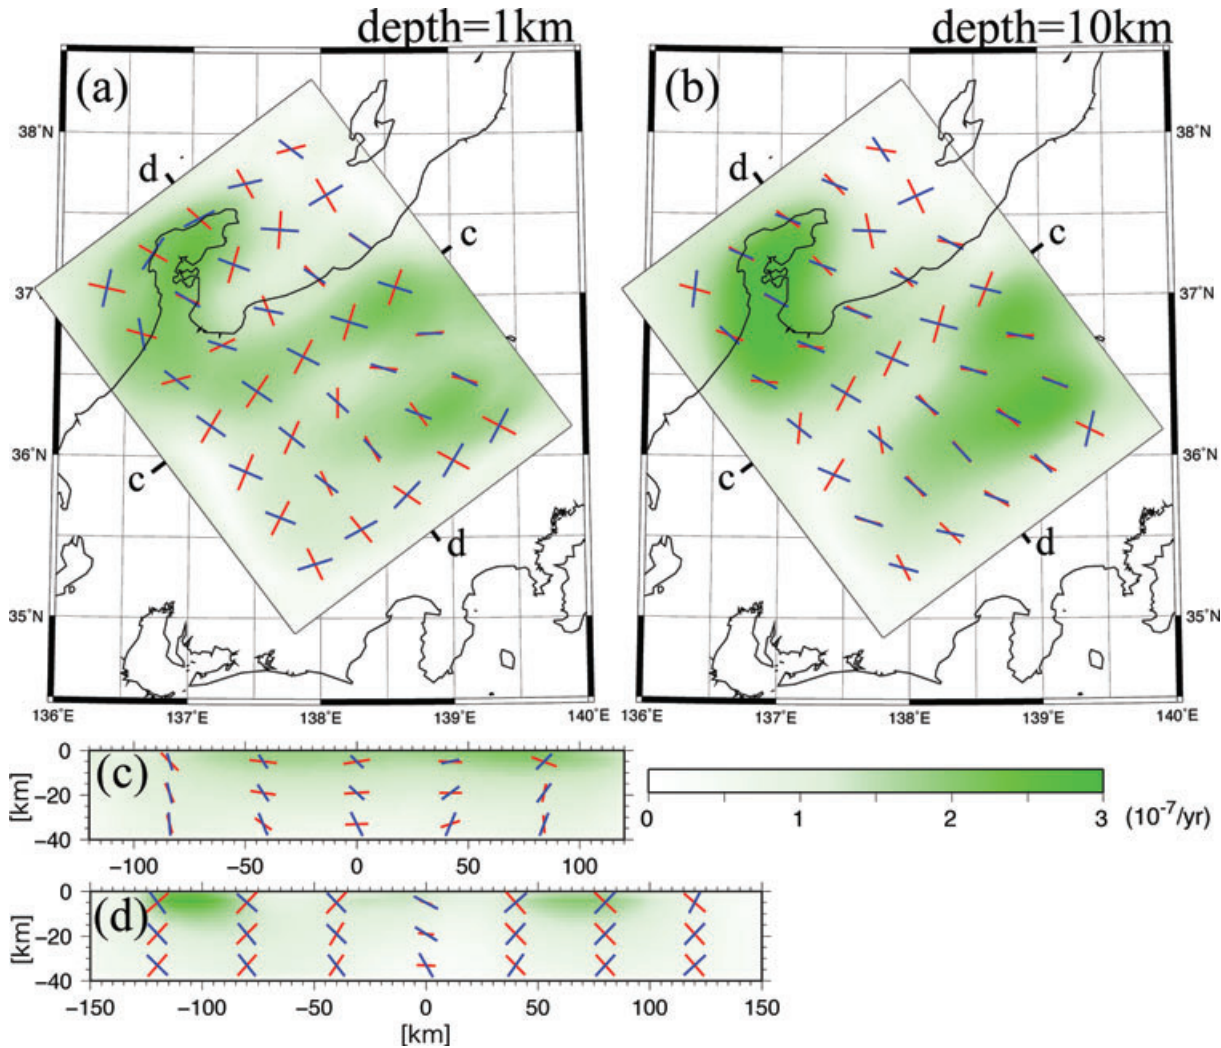 depth=1km
depth=10km
(a)
(b)
38°N
38°N
d
d
c
c
37°N
37°N
36°N
36°N
c
c
d
d
35°N
35°N
136°E
137°E
138°E
139°E
140°E
136°E
137°E
138°E
139°E
140°E
(c)
[km]
0
−20
−40
−100
−50
0
50
100
0
1
2
3
(10⁻⁷/yr)
(d)
[km]
0
−20
−40
−150
−100
−50
0
50
100
150
[km]